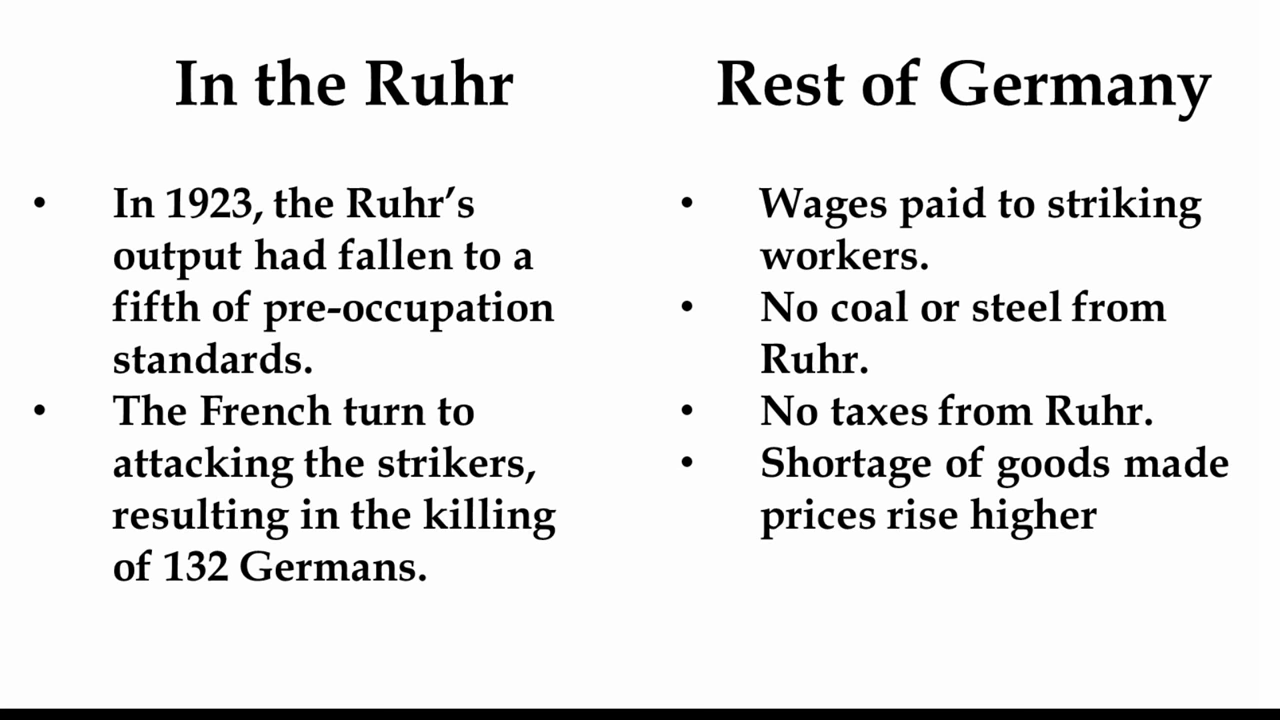 In the Ruhr
• In 1923, the Ruhr’s
output had fallen to a
fifth of pre-occupation
standards.
• The French turn to
attacking the strikers,
resulting in the killing
of 132 Germans.
Rest of Germany
• Wages paid to striking
workers.
• No coal or steel from
Ruhr.
• No taxes from Ruhr.
• Shortage of goods made
prices rise higher